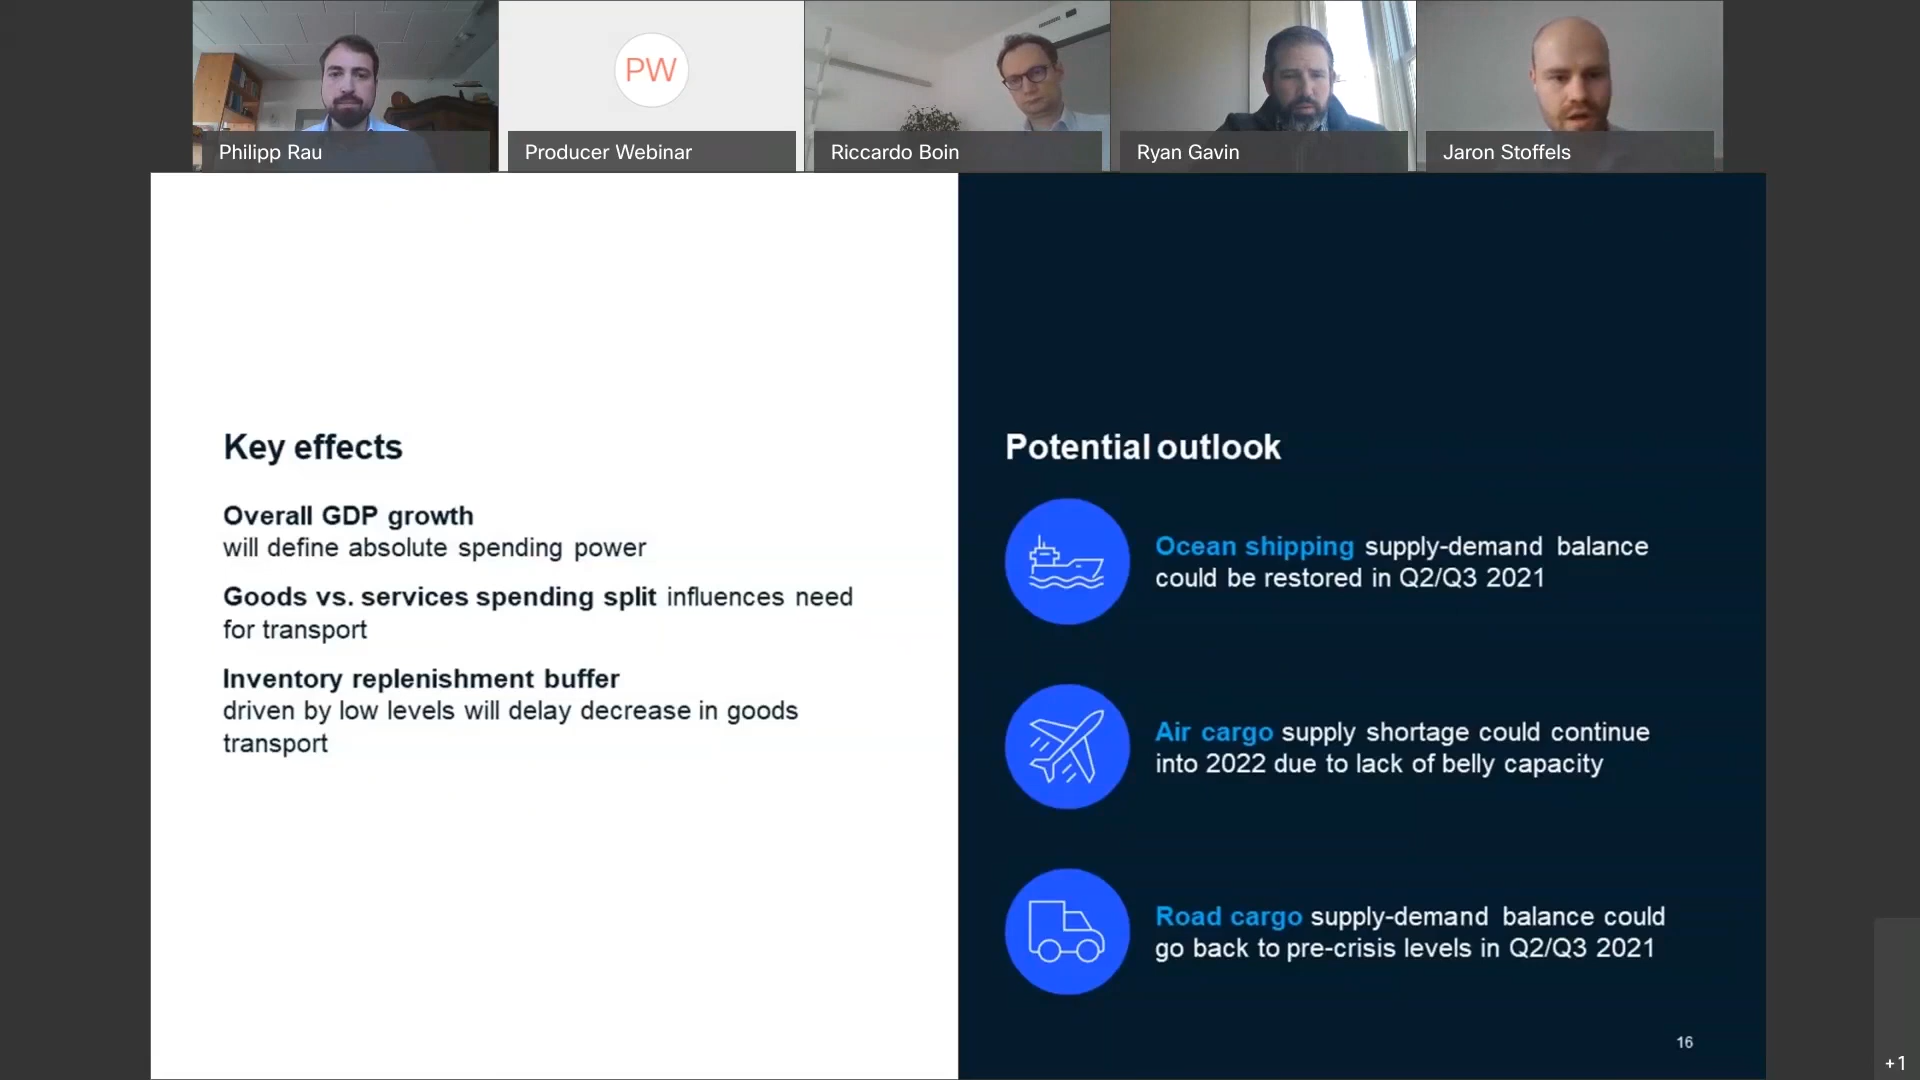 PW
Philipp Rau
Producer Webinar
Riccardo Boin
Ryan Gavin
Jaron Stoffels
Key effects
Overall GDP growth
will define absolute spending power
Goods vs. services spending split influences need
for transport
Inventory replenishment buffer
driven by low levels will delay decrease in goods
transport
Potential outlook
Ocean shipping supply-demand balance
could be restored in Q2/Q3 2021
Air cargo supply shortage could continue
into 2022 due to lack of belly capacity
Road cargo supply-demand balance could
go back to pre-crisis levels in Q2/Q3 2021
16
+1